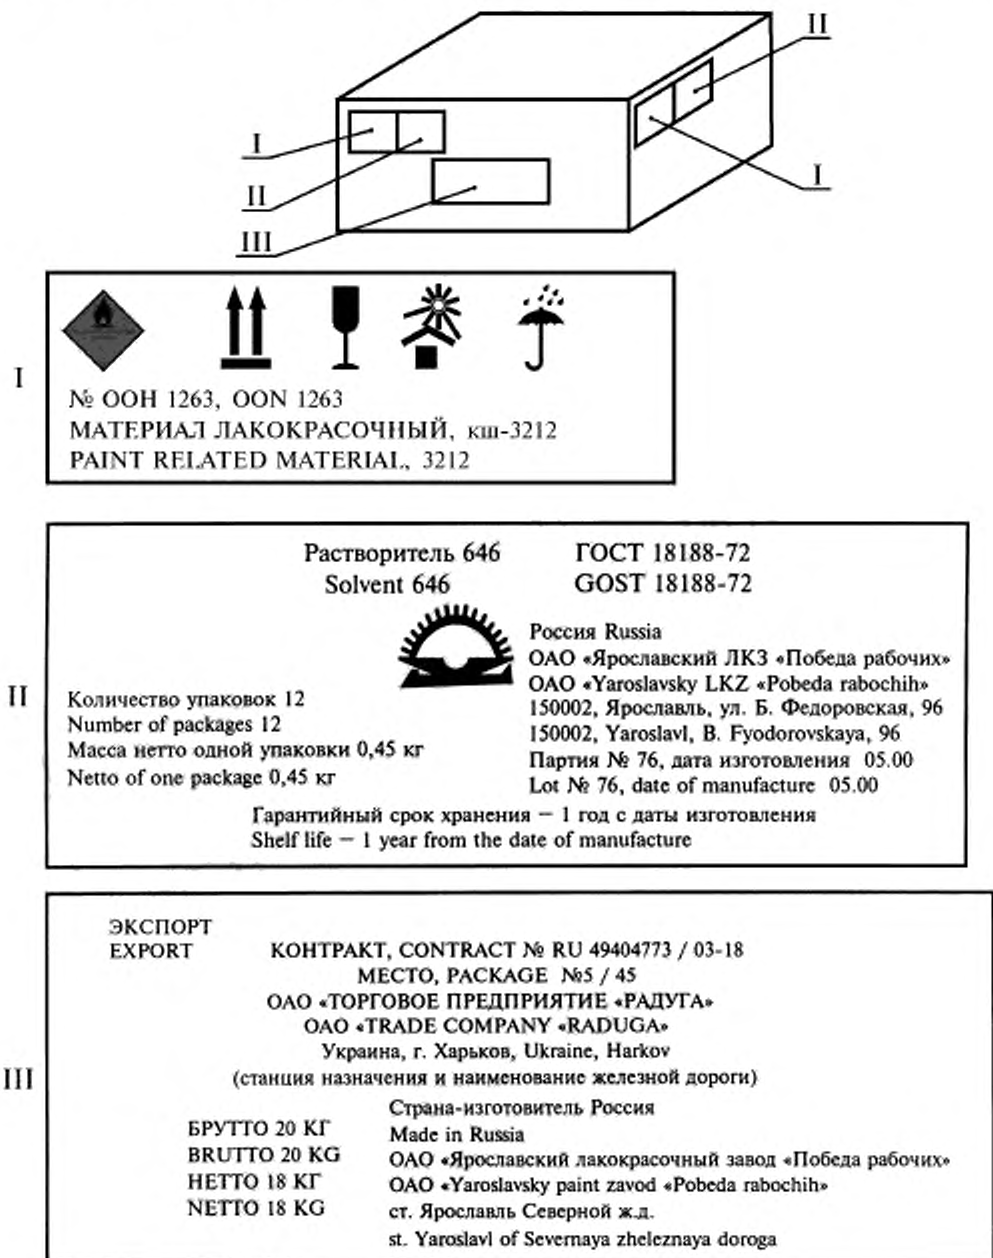 II
I
I
II
III
I
№ ООН 1263, OON 1263
МАТЕРИАЛ ЛАКОКРАСОЧНЫЙ, кш-3212
PAINT RELATED MATERIAL, 3212
II
Растворитель 646 ГОСТ 18188-72
Solvent 646 GOST 18188-72
Россия Russia
ОАО «Ярославский ЛКЗ «Победа рабочих»
ОАО «Yaroslavsky LKZ «Pobeda rabochih»
150002, Ярославль, ул. Б. Федоровская, 96
150002, Yaroslavl, B. Fyodorovskaya, 96
Партия № 76, дата изготовления 05.00
Lot № 76, date of manufacture 05.00
Количество упаковок 12
Number of packages 12
Масса нетто одной упаковки 0,45 кг
Netto of one package 0,45 кг
Гарантийный срок хранения — 1 год с даты изготовления
Shelf life — 1 year from the date of manufacture
III
ЭКСПОРТ
EXPORT
КОНТРАКТ, CONTRACT № RU 49404773 / 03-18
МЕСТО, PACKAGE №5 / 45
ОАО «ТОРГОВОЕ ПРЕДПРИЯТИЕ «РАДУГА»
ОАО «TRADE COMPANY «RADUGA»
Украина, г. Харьков, Ukraine, Harkov
(станция назначения и наименование железной дороги)
БРУТТО 20 КГ
BRUTTO 20 KG
НЕТТО 18 КГ
NETTO 18 KG
Страна-изготовитель Россия
Made in Russia
ОАО «Ярославский лакокрасочный завод «Победа рабочих»
ОАО «Yaroslavsky paint zavod «Pobeda rabochih»
ст. Ярославль Северной ж.д.
st. Yaroslavl of Severnaya zheleznaya doroga